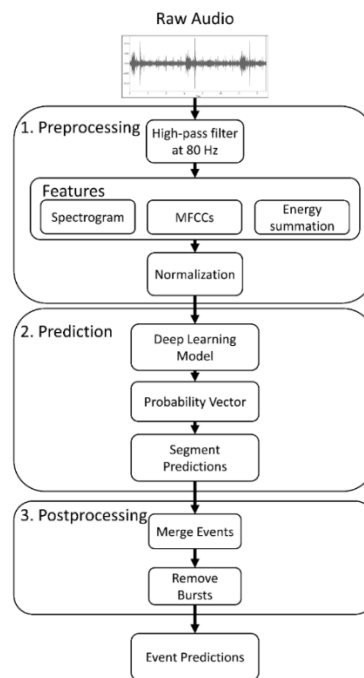 Raw Audio
1. Preprocessing
High-pass filter
at 80 Hz
Features
Spectrogram
MFCCs
Energy
summation
Normalization
2. Prediction
Deep Learning
Model
Probability Vector
Segment
Predictions
3. Postprocessing
Merge Events
Remove
Bursts
Event Predictions